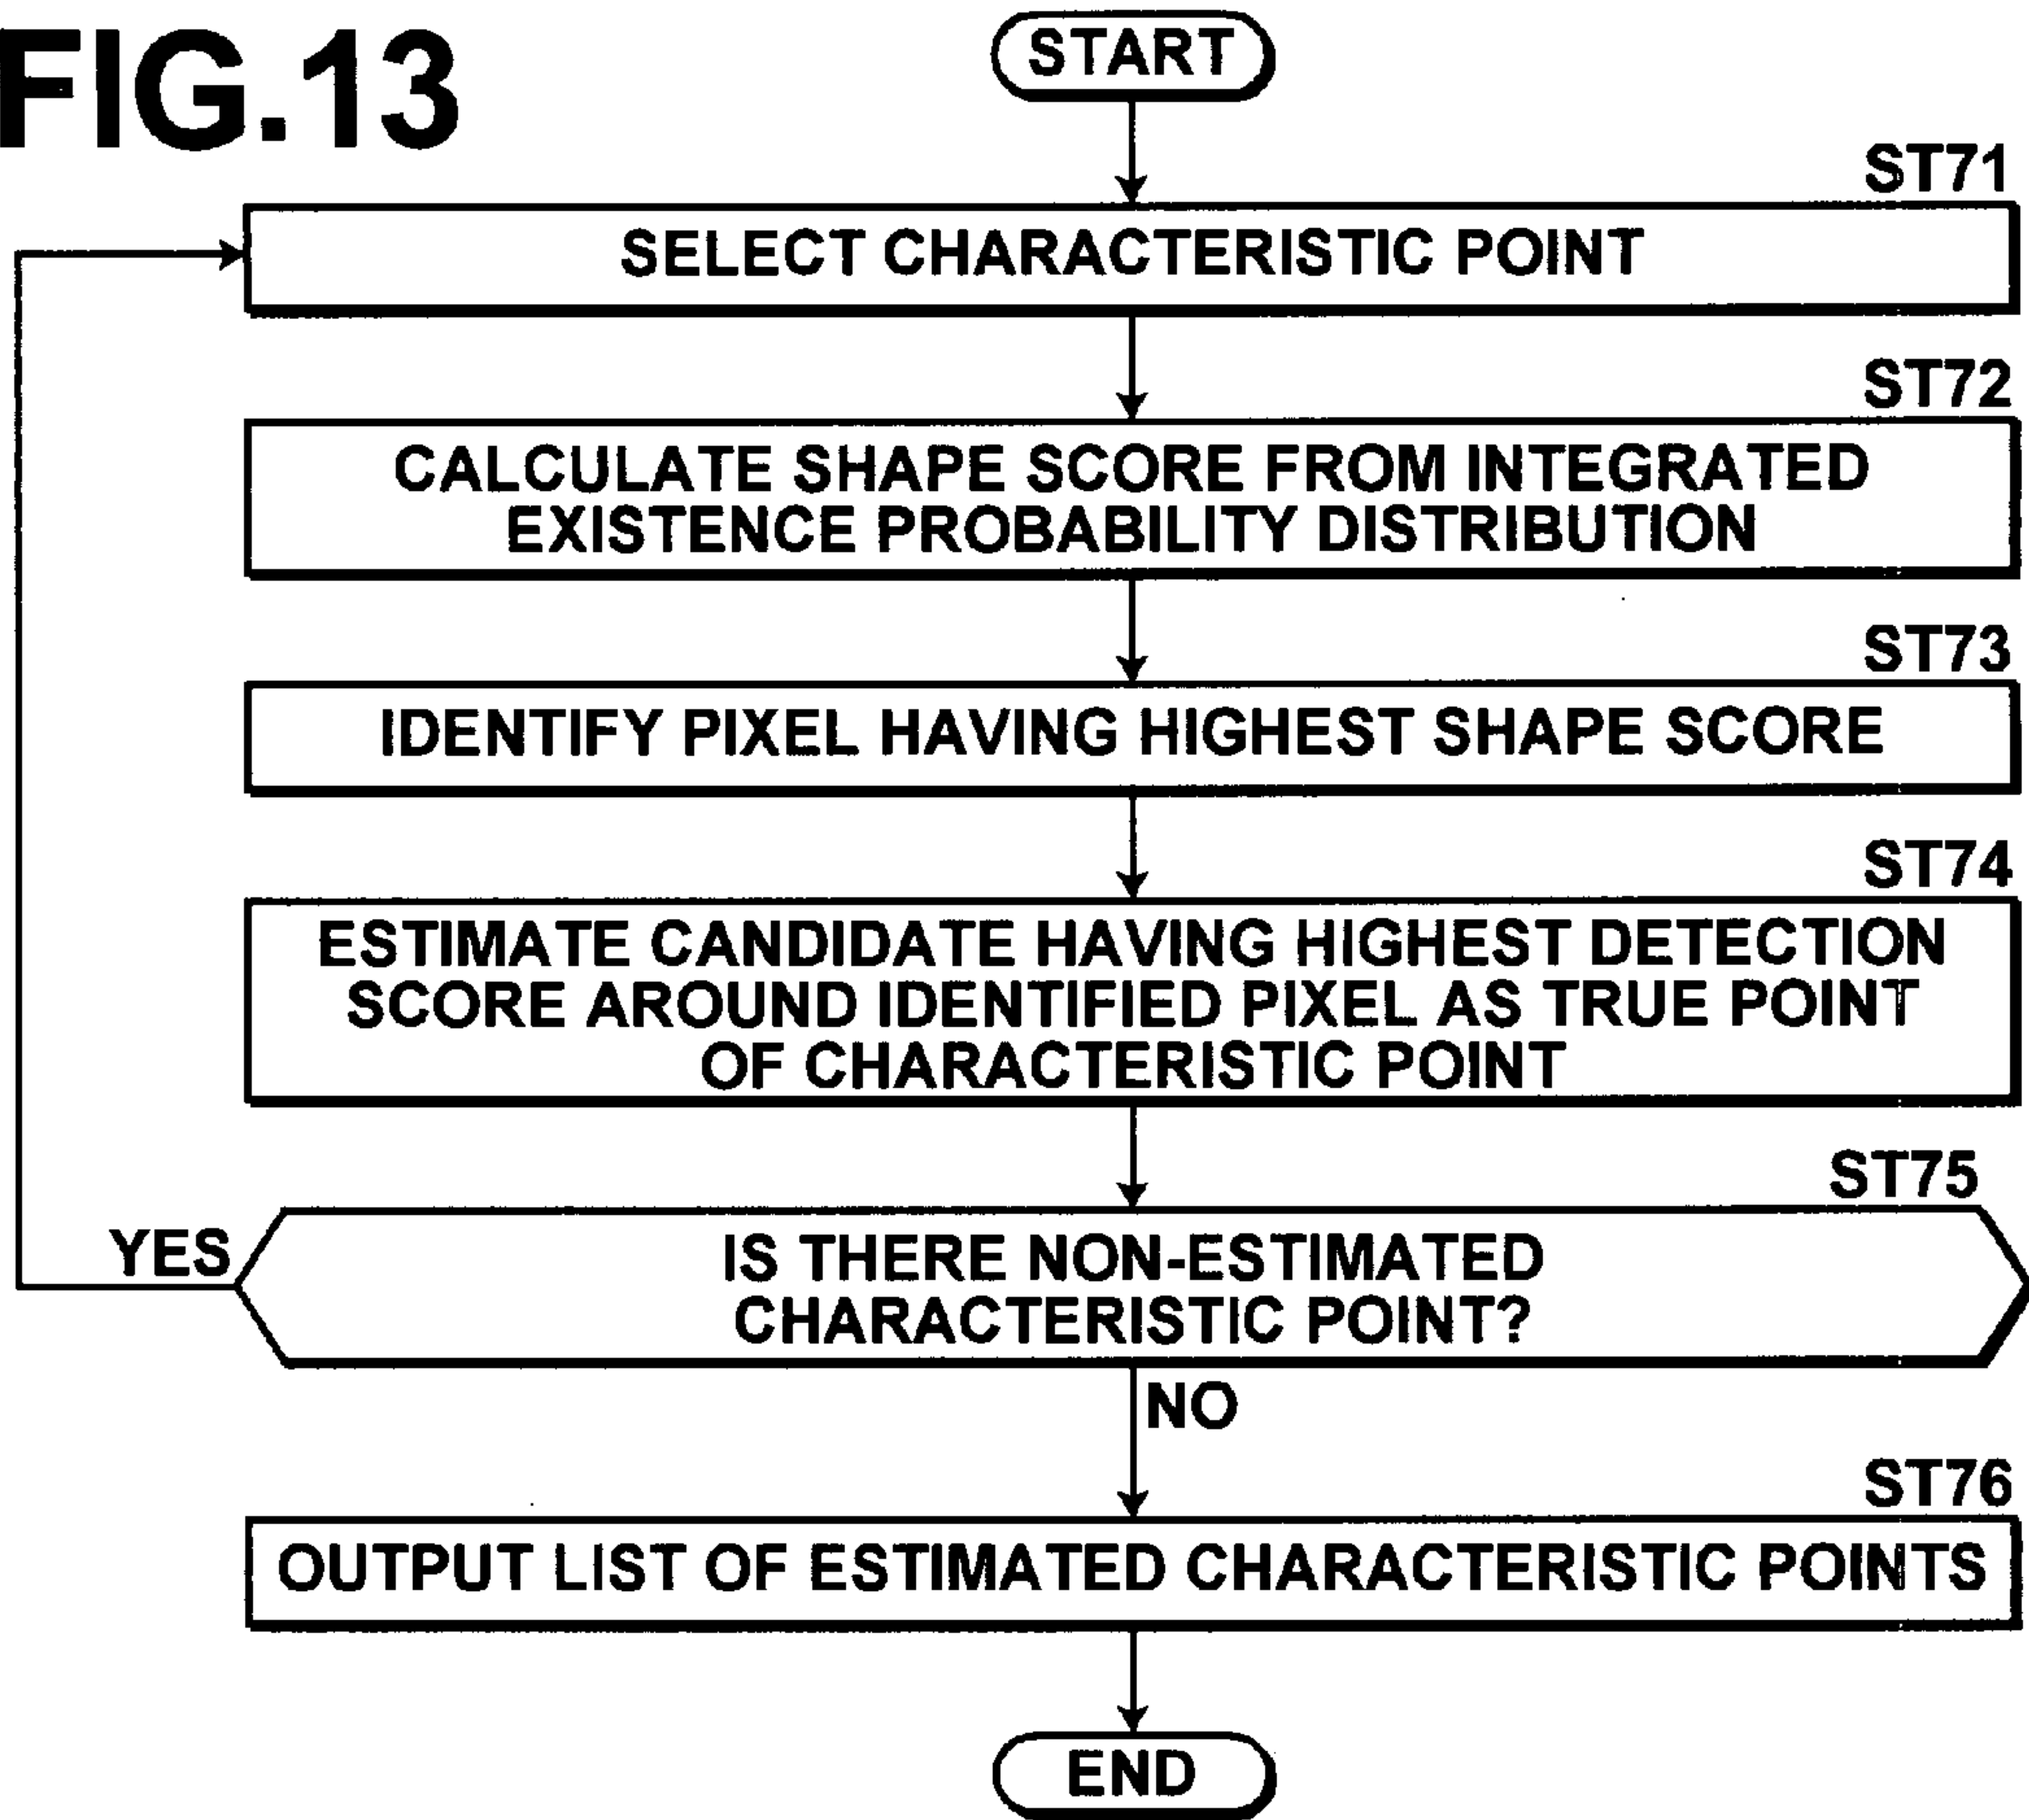 FIG.13
START
ST71
SELECT CHARACTERISTIC POINT
ST72
CALCULATE SHAPE SCORE FROM INTEGRATED
EXISTENCE PROBABILITY DISTRIBUTION
ST73
IDENTIFY PIXEL HAVING HIGHEST SHAPE SCORE
ST74
ESTIMATE CANDIDATE HAVING HIGHEST DETECTION
SCORE AROUND IDENTIFIED PIXEL AS TRUE POINT
OF CHARACTERISTIC POINT
ST75
YES
IS THERE NON-ESTIMATED
CHARACTERISTIC POINT?
NO
ST76
OUTPUT LIST OF ESTIMATED CHARACTERISTIC POINTS
END